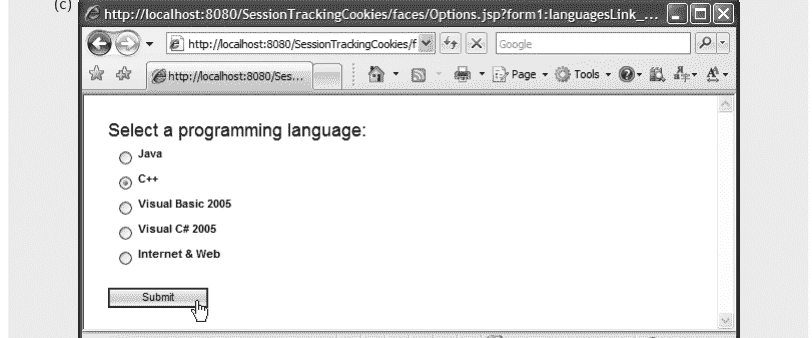 (c)
http://localhost:8080/SessionTrackingCookies/faces/Options.jsp?form1:languagesLink_...
http://localhost:8080/SessionTrackingCookies/f
Google
http://localhost:8080/Ses...
Page
Tools
Select a programming language:
Java
C++
Visual Basic 2005
Visual C# 2005
Internet & Web
Submit